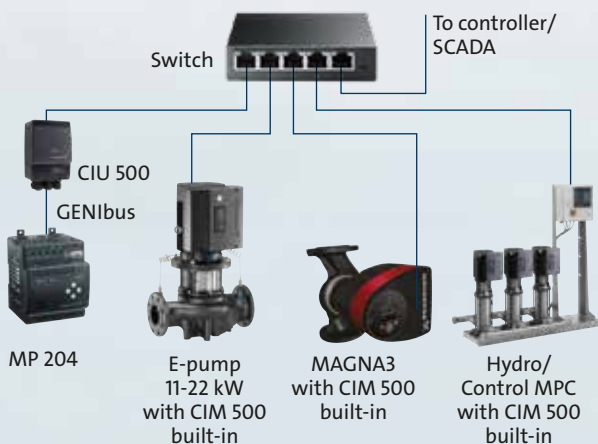 To controller/
SCADA
Switch
CIU 500
GENIbus
MP 204
E-pump
11-22 kW
with CIM 500
built-in
MAGNA3
with CIM 500
built-in
Hydro/
Control MPC
with CIM 500
built-in